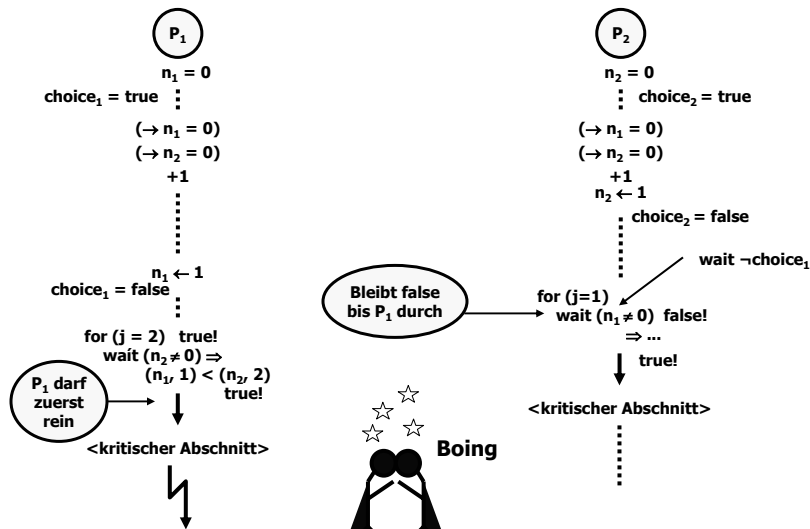 P₁
n₁ = 0
choice₁ = true
(→ n₁ = 0)
(→ n₂ = 0)
+1
n₁ ← 1
choice₁ = false
for (j = 2) true!
wait (n₂ ≠ 0) ⇒
(n₁, 1) < (n₂, 2)
true!
P₁ darf
zuerst
rein
<kritischer Abschnitt>
P₂
n₂ = 0
choice₂ = true
(→ n₁ = 0)
(→ n₂ = 0)
+1
n₂ ← 1
choice₂ = false
wait ¬choice₁
Bleibt false
bis P₁ durch
for (j=1)
wait (n₁ ≠ 0) false!
⇒ ...
true!
<kritischer Abschnitt>
Boing